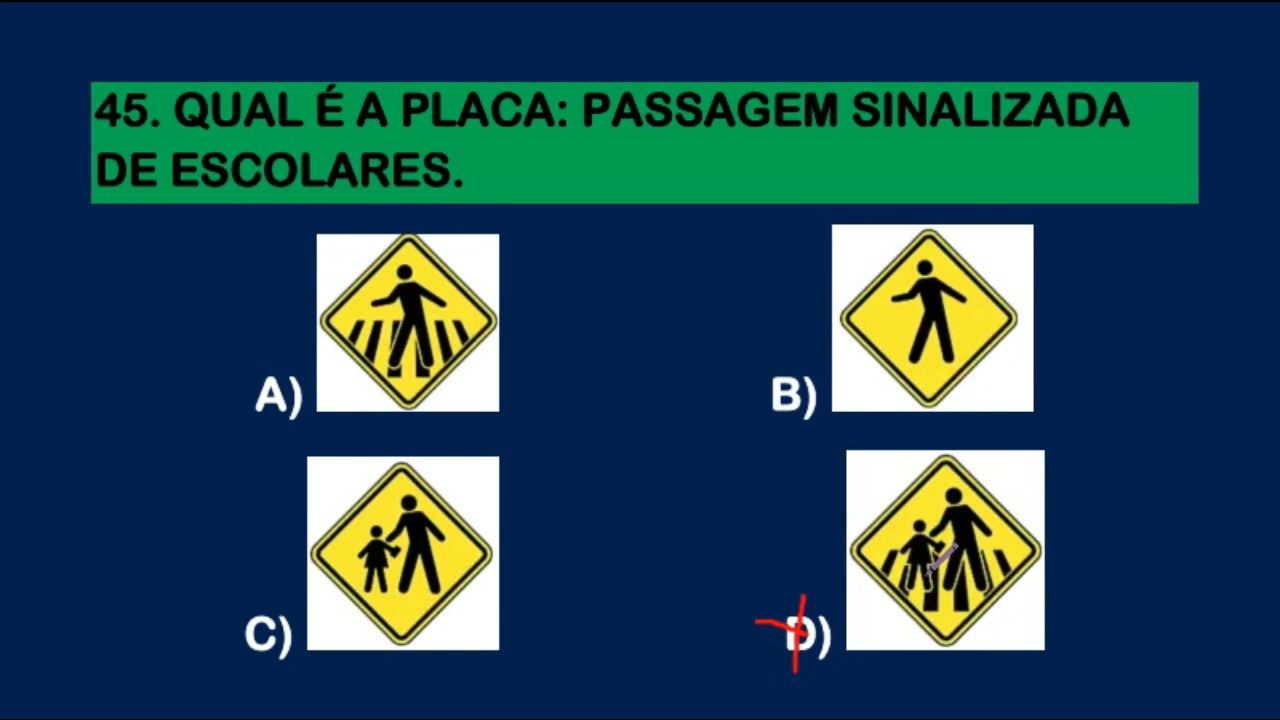 45. QUAL É A PLACA: PASSAGEM SINALIZADA
DE ESCOLARES.
A)
B)
C)
D)